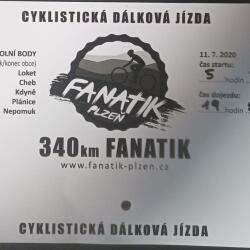 CYKLISTICKÁ DÁLKOVÁ JÍZDA
OLNÍ BODY
k/konec obce)
Loket
Cheb
Kdyně
Plánice
Nepomuk
FANATIK
PLZEŇ
11. 7. 2020
čas startu:
5 hodin
čas dojezdu:
19 hodin
340km FANATIK
www.fanatik-plzen.cz
CYKLISTICKÁ DÁLKOVÁ JÍZDA